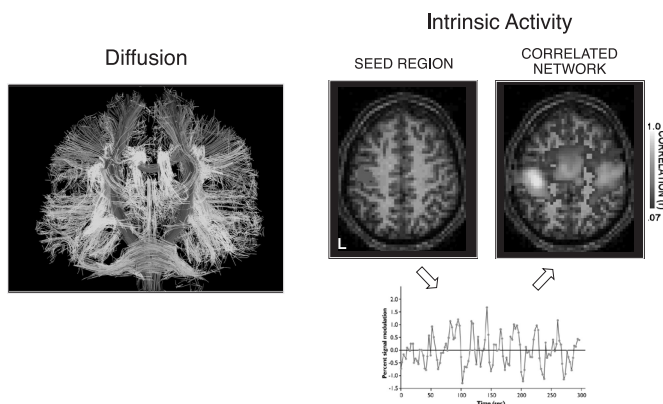 Intrinsic Activity
Diffusion
SEED REGION
CORRELATED
NETWORK
L
1.0
CORRELATION (r)
.07
Percent signal modulation
2.0
1.5
1.0
0.5
0.0
-0.5
-1.0
-1.5
0 50 100 150 200 250 300
Time (sec)